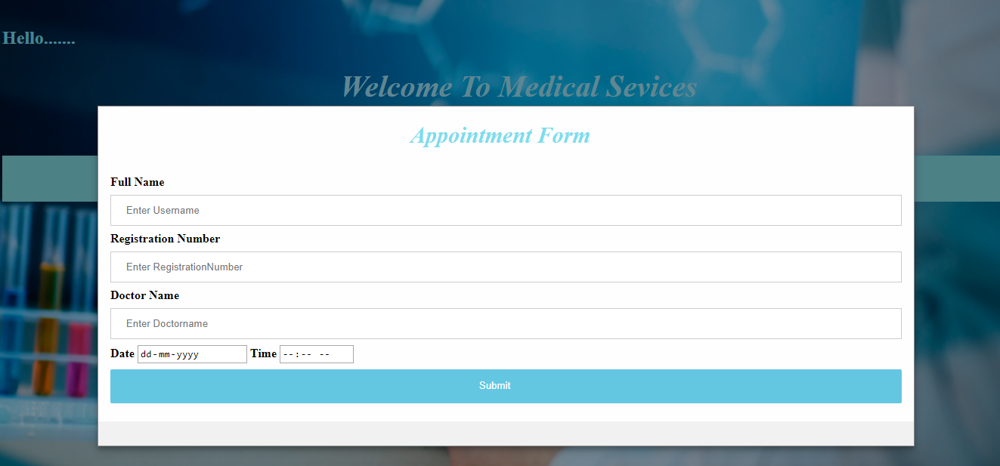 Hello.......
Welcome To Medical Sevices
Appointment Form
Full Name
Enter Username
Registration Number
Enter RegistrationNumber
Doctor Name
Enter Doctorname
Date dd-mm-yyyy Time --:-- --
Submit